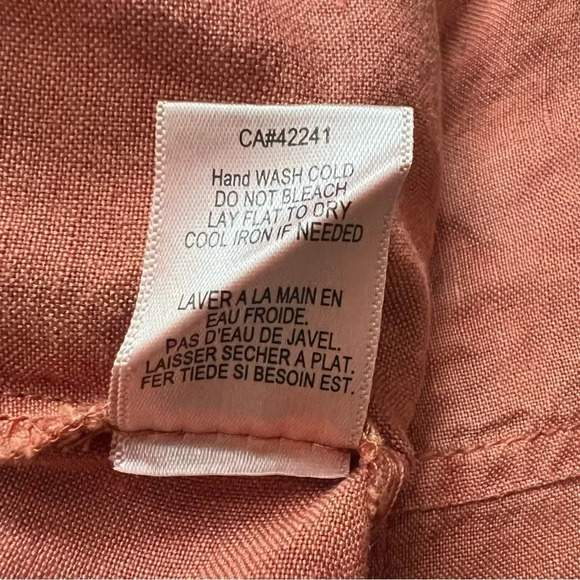 CA#42241
Hand WASH COLD
DO NOT BLEACH
LAY FLAT TO DRY
COOL IRON IF NEEDED
LAVER A LA MAIN EN
EAU FROIDE.
PAS D'EAU DE JAVEL.
LAISSER SECHER A PLAT.
FER TIEDE SI BESOIN EST.